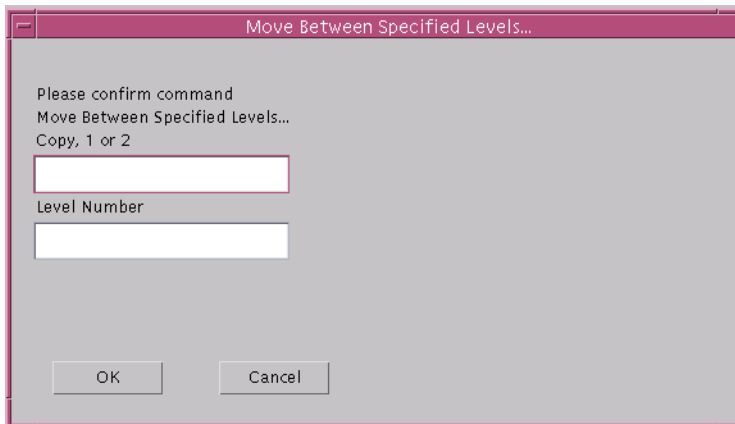 Move Between Specified Levels...
Please confirm command
Move Between Specified Levels...
Copy, 1 or 2
Level Number
OK Cancel